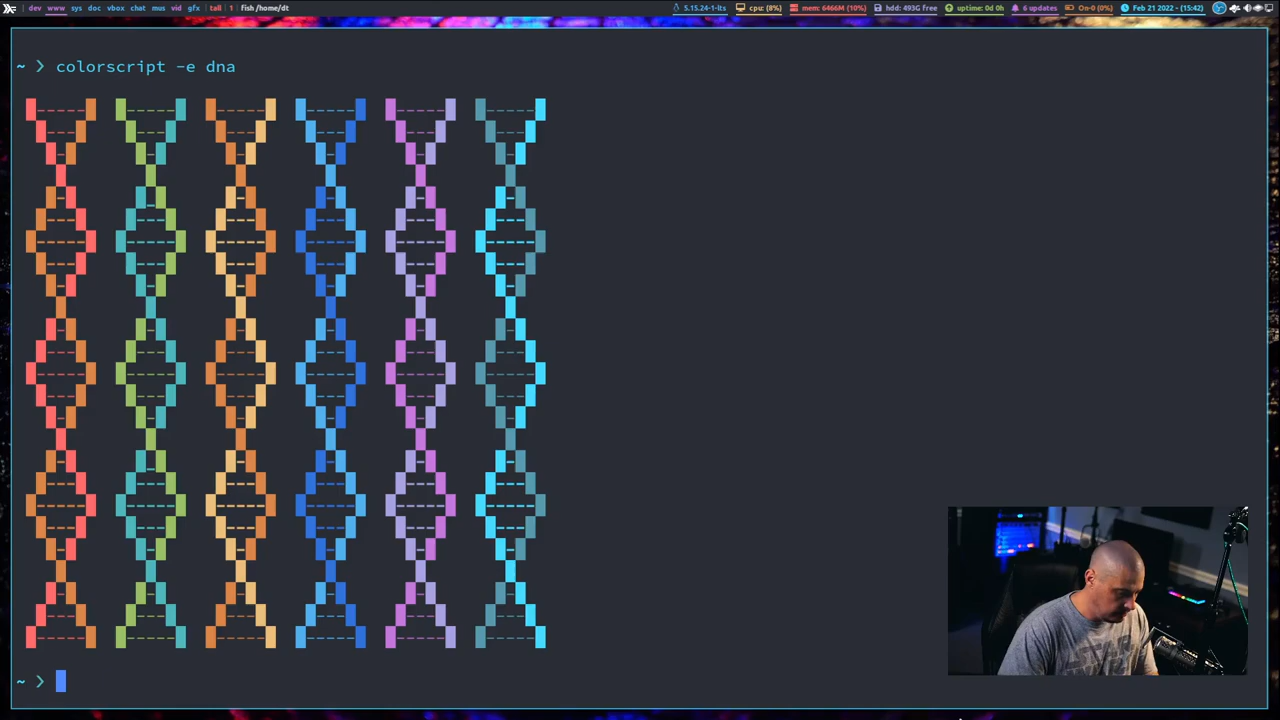 dev www sys doc vbox chat mus vid gfx | tall | 1 | fish /home/dt 5.15.24-1-lts cpu: (8%) mem: 6466M (10%) hdd: 493G free uptime: 0d 0h 6 updates On-0 (0%) Feb 21 2022 - (15:42)
~ > colorscript -e dna
~ >
STAR